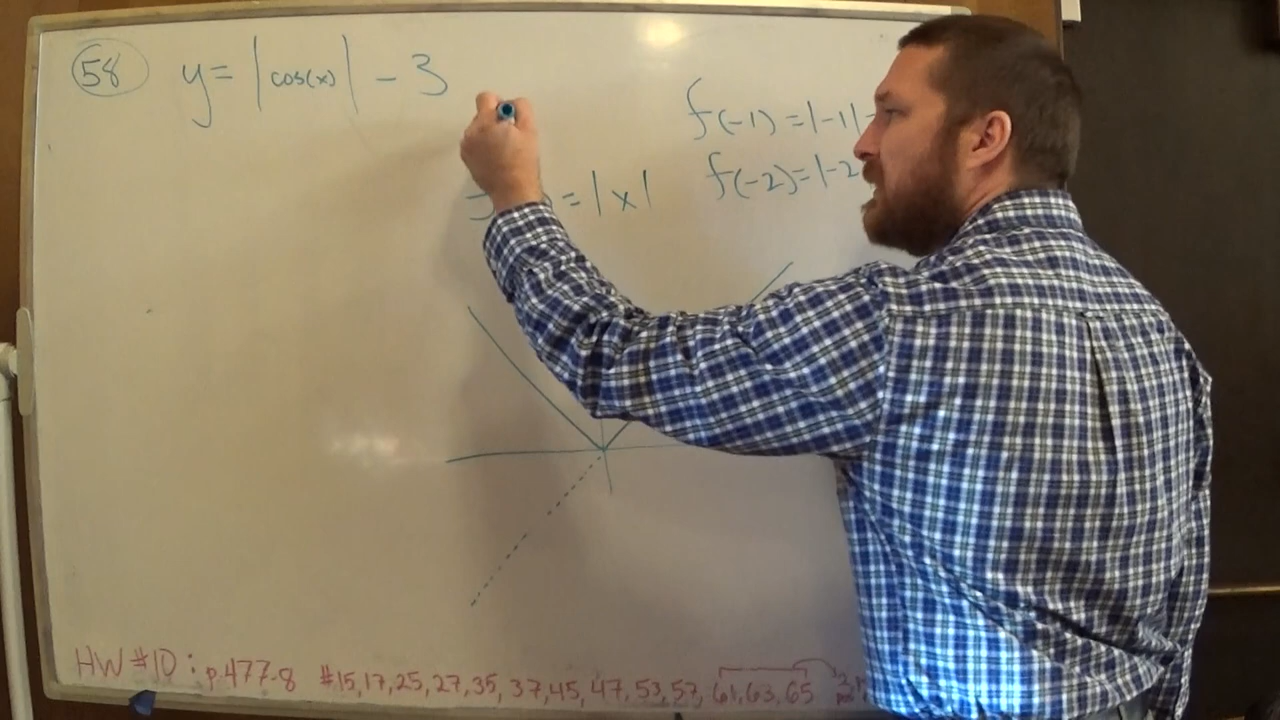 58 y = |cos(x)| - 3
f(-1) = |-1|
= |x|
f(-2) = |-2
HW #10: p.477-8 #15,17,25,27,35,37,45,47,53,57,61,63,65